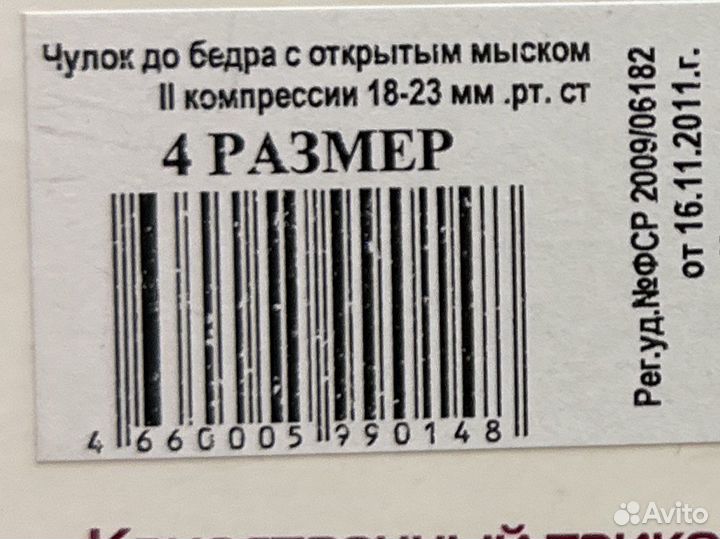 Чулок до бедра с открытым мыском
II компрессии 18-23 мм .рт. ст
4 РАЗМЕР
4 660005 990148
Рег.уд.№ФСР 2009/06182
от 16.11.2011.г.
Avito